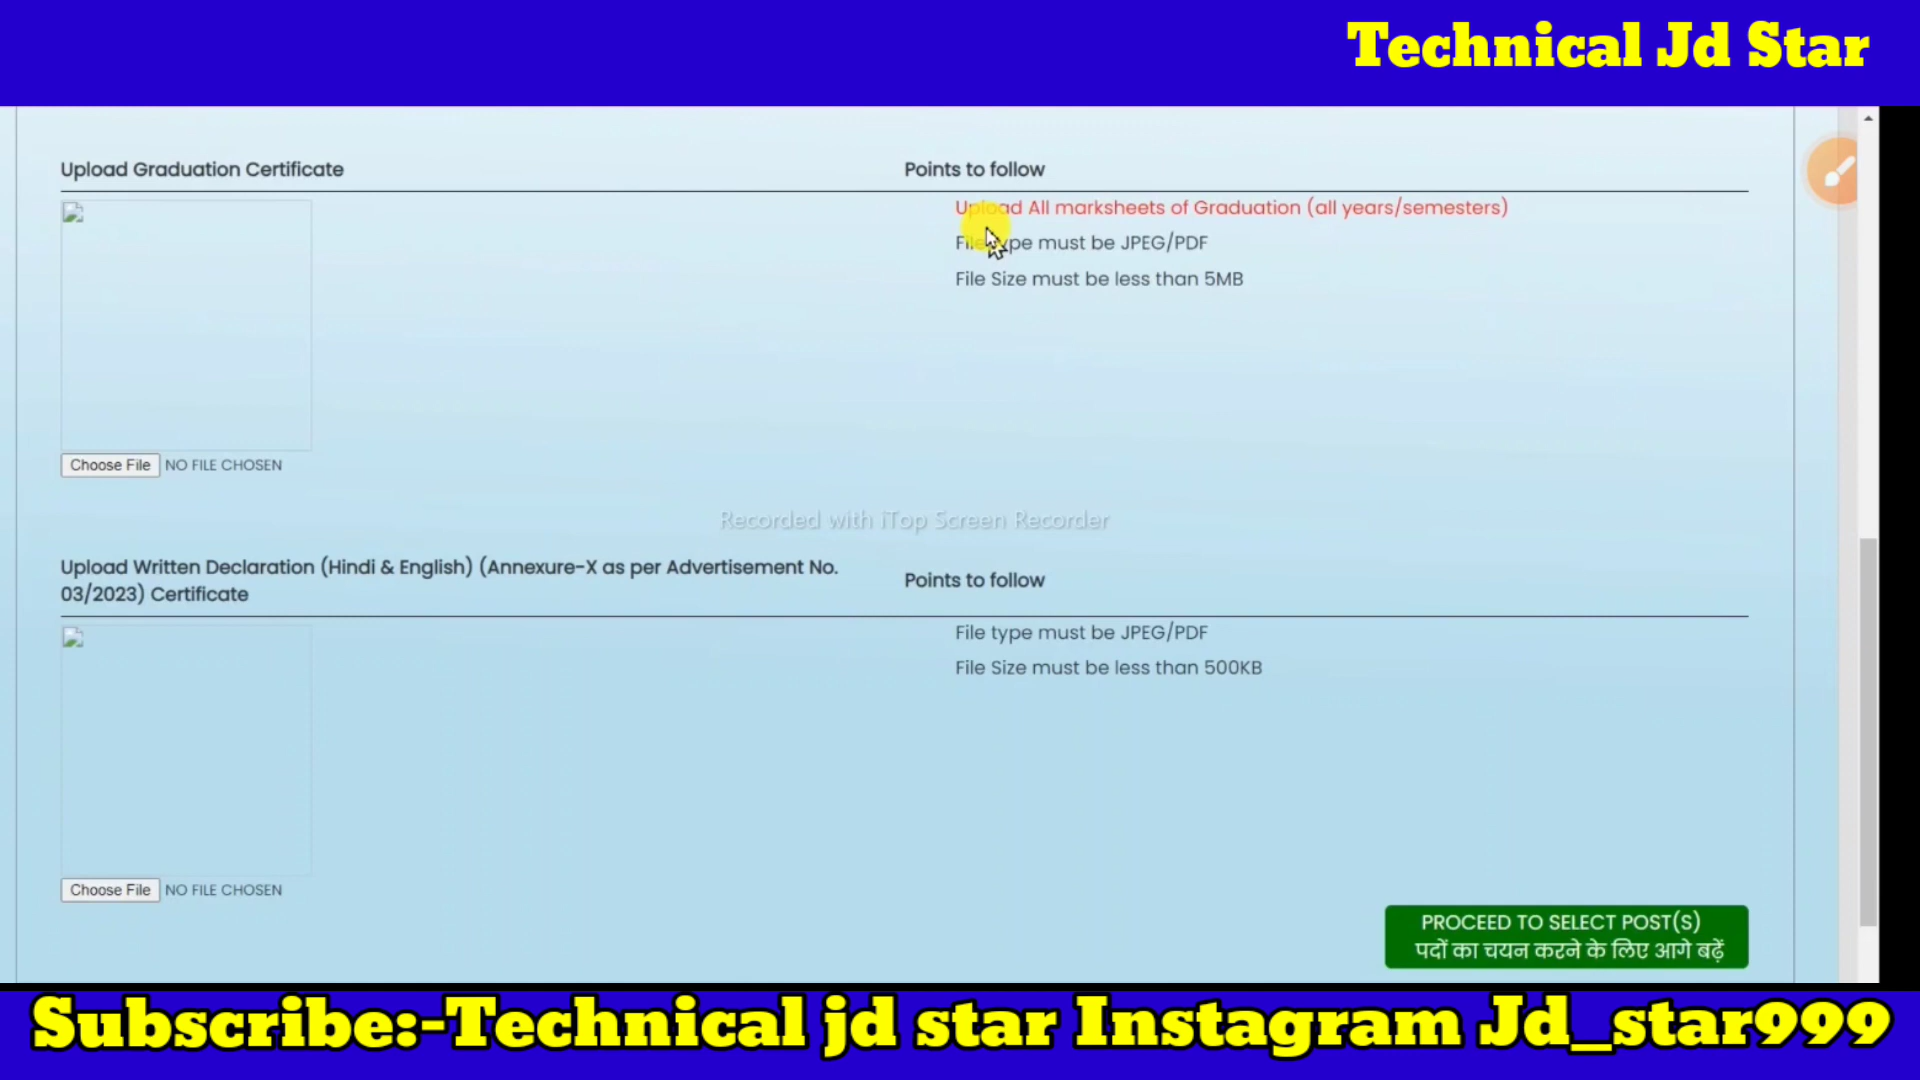 Technical Jd Star
Upload Graduation Certificate
Points to follow
Upload All marksheets of Graduation (all years/semesters)
File type must be JPEG/PDF
File Size must be less than 5MB
Choose File NO FILE CHOSEN
Recorded with iTop Screen Recorder
Upload Written Declaration (Hindi & English) (Annexure-X as per Advertisement No.
03/2023) Certificate
Points to follow
File type must be JPEG/PDF
File Size must be less than 500KB
Choose File NO FILE CHOSEN
PROCEED TO SELECT POST(S)
पदों का चयन करने के लिए आगे बढ़ें
Subscribe:-Technical jd star Instagram Jd_star999